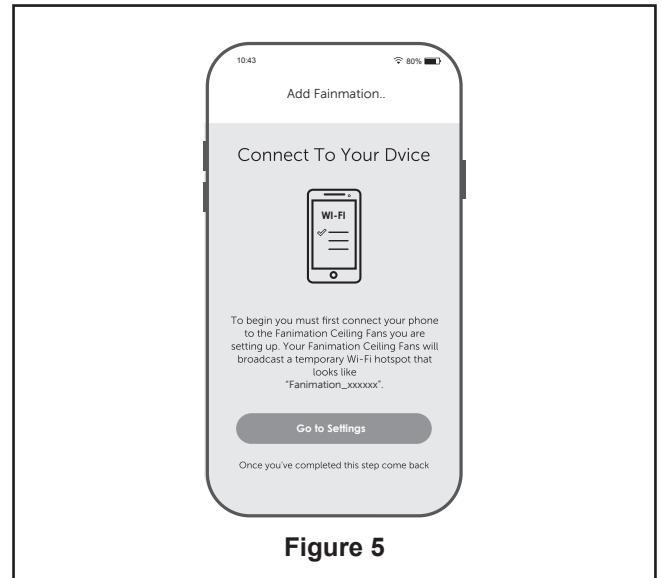 10:43
80%
Add Fainmation..
Connect To Your Dvice
WI-FI
To begin you must first connect your phone
to the Fanimation Ceiling Fans you are
setting up. Your Fanimation Ceiling Fans will
broadcast a temporary Wi-Fi hotspot that
looks like
“Fanimation_xxxxxx”.
Go to Settings
Once you’ve completed this step come back
Figure 5